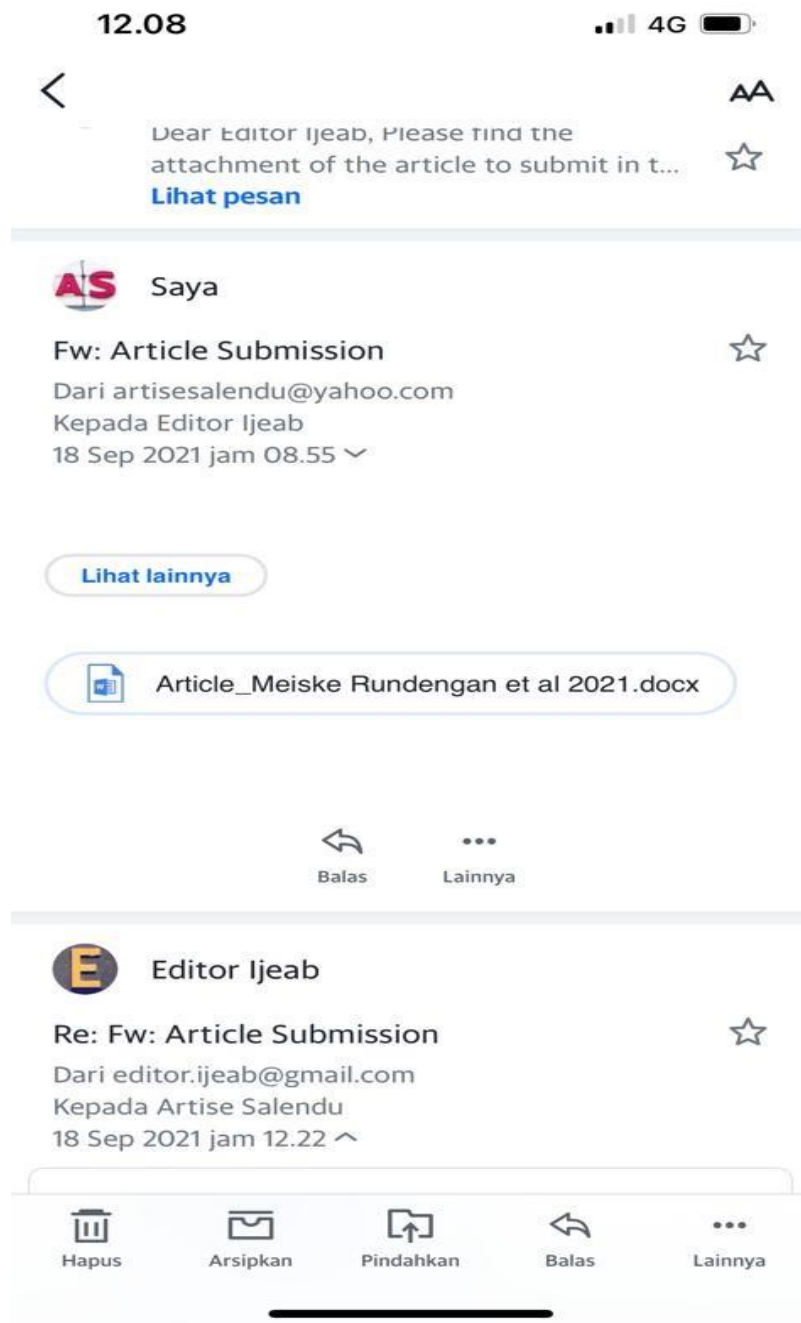 12.08
4G
AA
Dear Editor Ijeab, Please find the
attachment of the article to submit in t...
Lihat pesan
AS
Saya
Fw: Article Submission
Dari artisesalendu@yahoo.com
Kepada Editor Ijeab
18 Sep 2021 jam 08.55
Lihat lainnya
Article_Meiske Rundengan et al 2021.docx
Balas
Lainnya
E
Editor Ijeab
Re: Fw: Article Submission
Dari editor.ijeab@gmail.com
Kepada Artise Salendu
18 Sep 2021 jam 12.22
Hapus
Arsipkan
Pindahkan
Balas
Lainnya